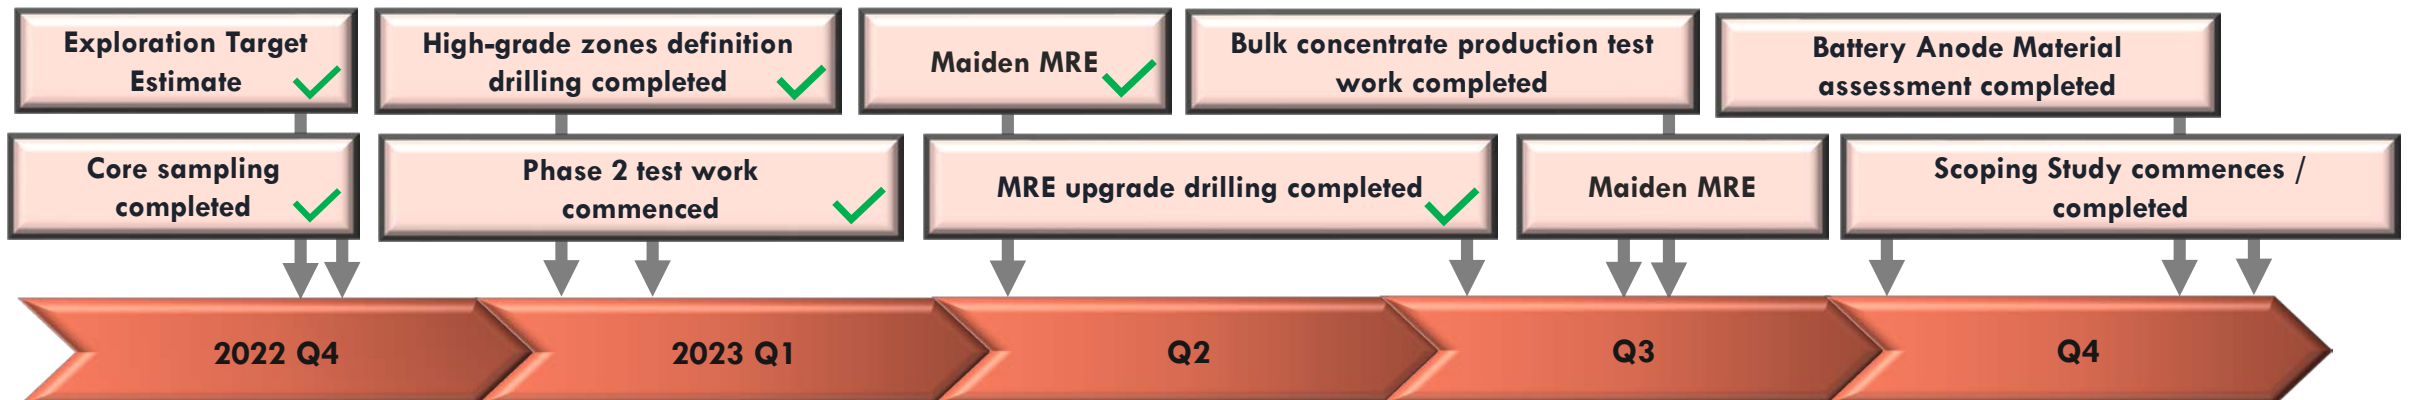 Exploration Target
Estimate
High-grade zones definition
drilling completed
Maiden MRE
Bulk concentrate production test
work completed
Battery Anode Material
assessment completed
Core sampling
completed
Phase 2 test work
commenced
MRE upgrade drilling completed
Maiden MRE
Scoping Study commences /
completed
2022 Q4
2023 Q1
Q2
Q3
Q4